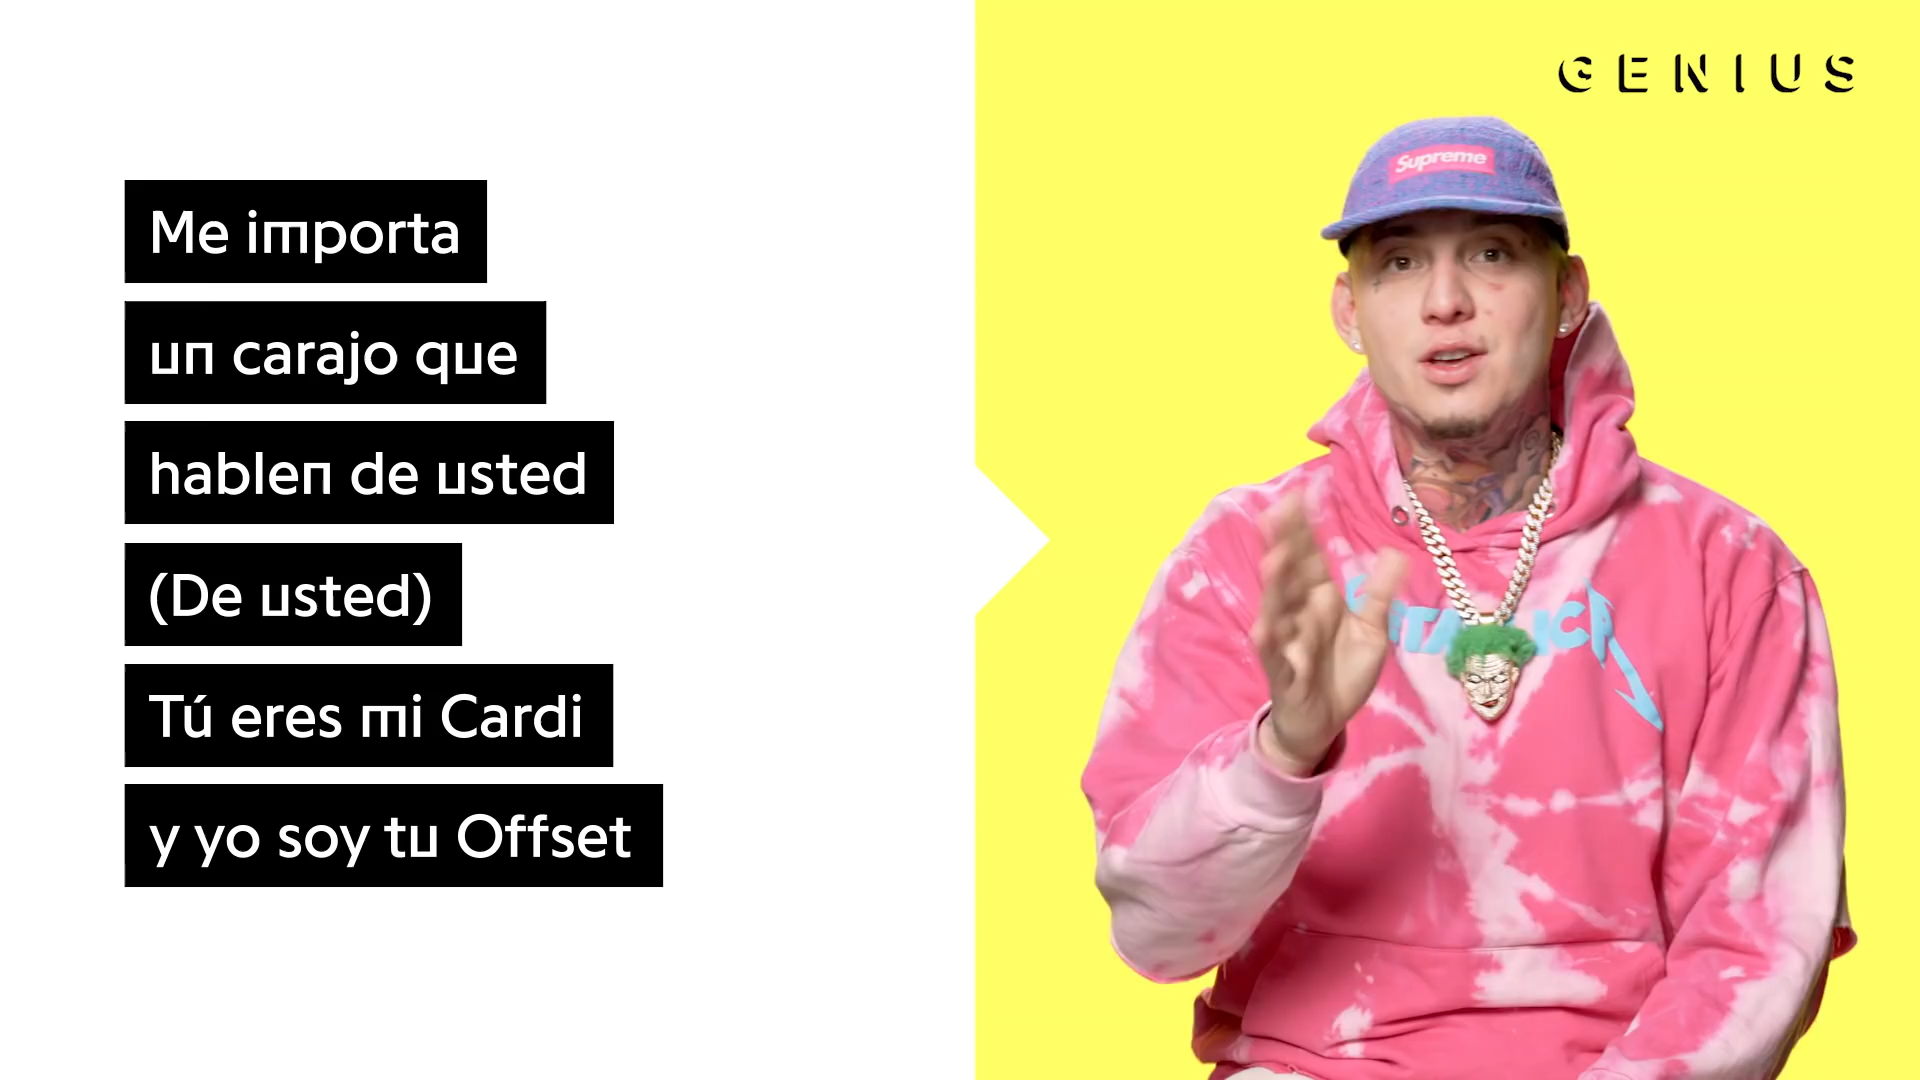 GENIUS
Me importa
un carajo que
hablen de usted
(De usted)
Tú eres mi Cardi
y yo soy tu Offset
Supreme